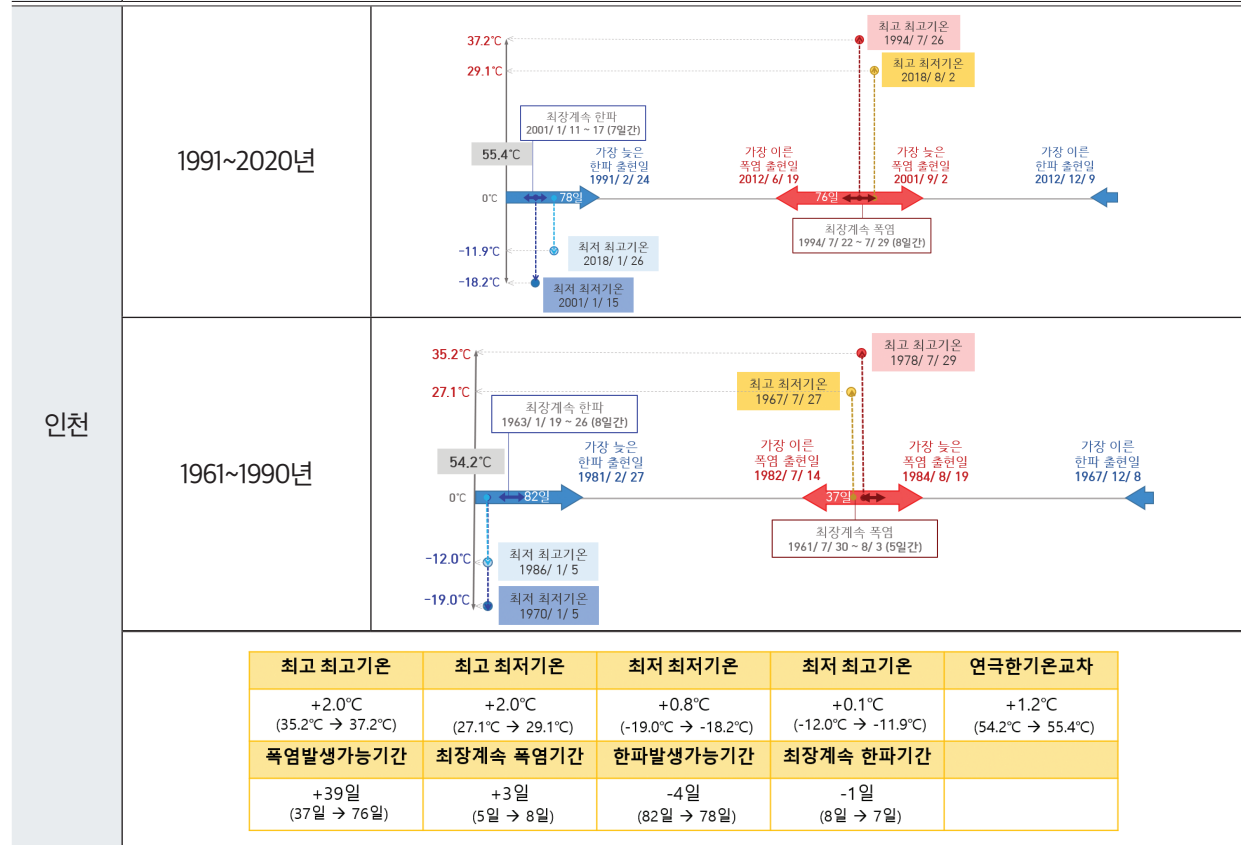 인천
1991~2020년
37.2℃
최고 최고기온
1994/ 7/ 26
29.1℃
최고 최저기온
2018/ 8/ 2
최장계속 한파
2001/ 1/ 11 ~ 17 (7일간)
55.4℃
가장 늦은
한파 출현일
1991/ 2/ 24
가장 이른
폭염 출현일
2012/ 6/ 19
가장 늦은
폭염 출현일
2001/ 9/ 2
가장 이른
한파 출현일
2012/ 12/ 9
0℃
78일
76일
최장계속 폭염
1994/ 7/ 22 ~ 7/ 29 (8일간)
-11.9℃
최저 최고기온
2018/ 1/ 26
-18.2℃
최저 최저기온
2001/ 1/ 15
1961~1990년
35.2℃
최고 최고기온
1978/ 7/ 29
27.1℃
최고 최저기온
1967/ 7/ 27
최장계속 한파
1963/ 1/ 19 ~ 26 (8일간)
54.2℃
가장 늦은
한파 출현일
1981/ 2/ 27
가장 이른
폭염 출현일
1982/ 7/ 14
가장 늦은
폭염 출현일
1984/ 8/ 19
가장 이른
한파 출현일
1967/ 12/ 8
0℃
82일
37일
최장계속 폭염
1961/ 7/ 30 ~ 8/ 3 (5일간)
-12.0℃
최저 최고기온
1986/ 1/ 5
-19.0℃
최저 최저기온
1970/ 1/ 5
최고 최고기온 최고 최저기온 최저 최저기온 최저 최고기온 연극한기온교차
+2.0℃ +2.0℃ +0.8℃ +0.1℃ +1.2℃
(35.2℃ → 37.2℃) (27.1℃ → 29.1℃) (-19.0℃ → -18.2℃) (-12.0℃ → -11.9℃) (54.2℃ → 55.4℃)
폭염발생가능기간 최장계속 폭염기간 한파발생가능기간 최장계속 한파기간
+39일 +3일 -4일 -1일
(37일 → 76일) (5일 → 8일) (82일 → 78일) (8일 → 7일)